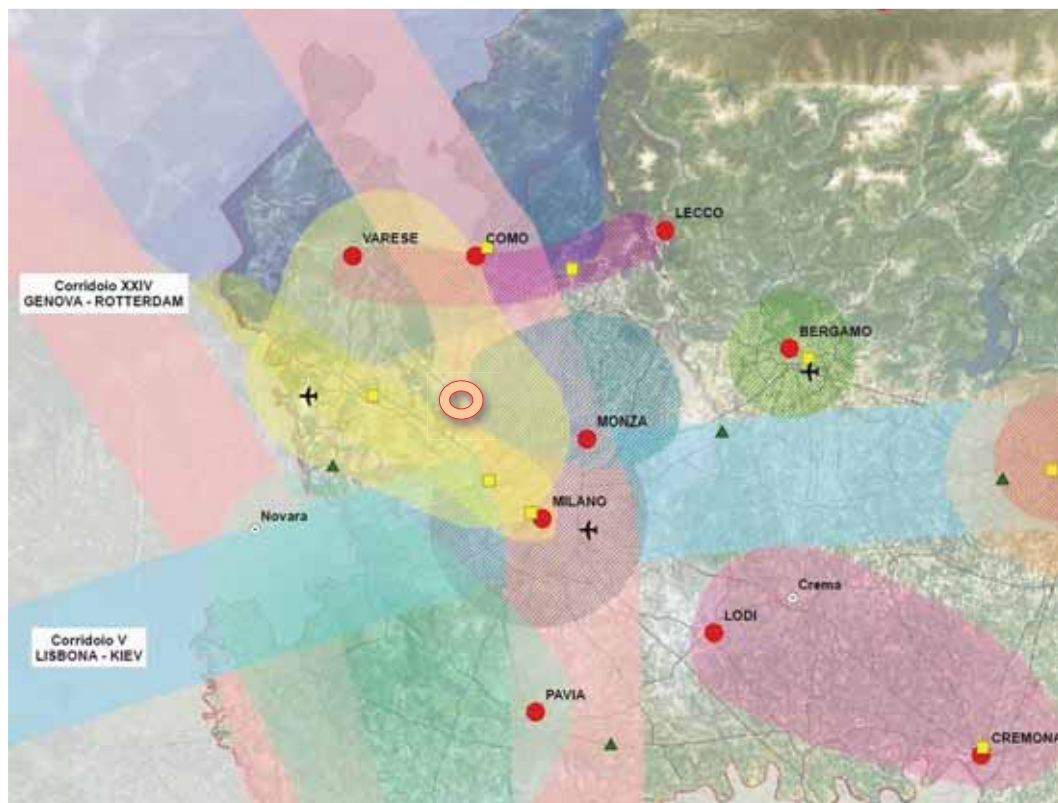 LECCO
VARESE
COMO
Corridoio XXIV
GENOVA - ROTTERDAM
BERGAMO
MONZA
MILANO
Novara
Crema
LODI
Corridoio V
LISBONA - KIEV
PAVIA
CREMONA